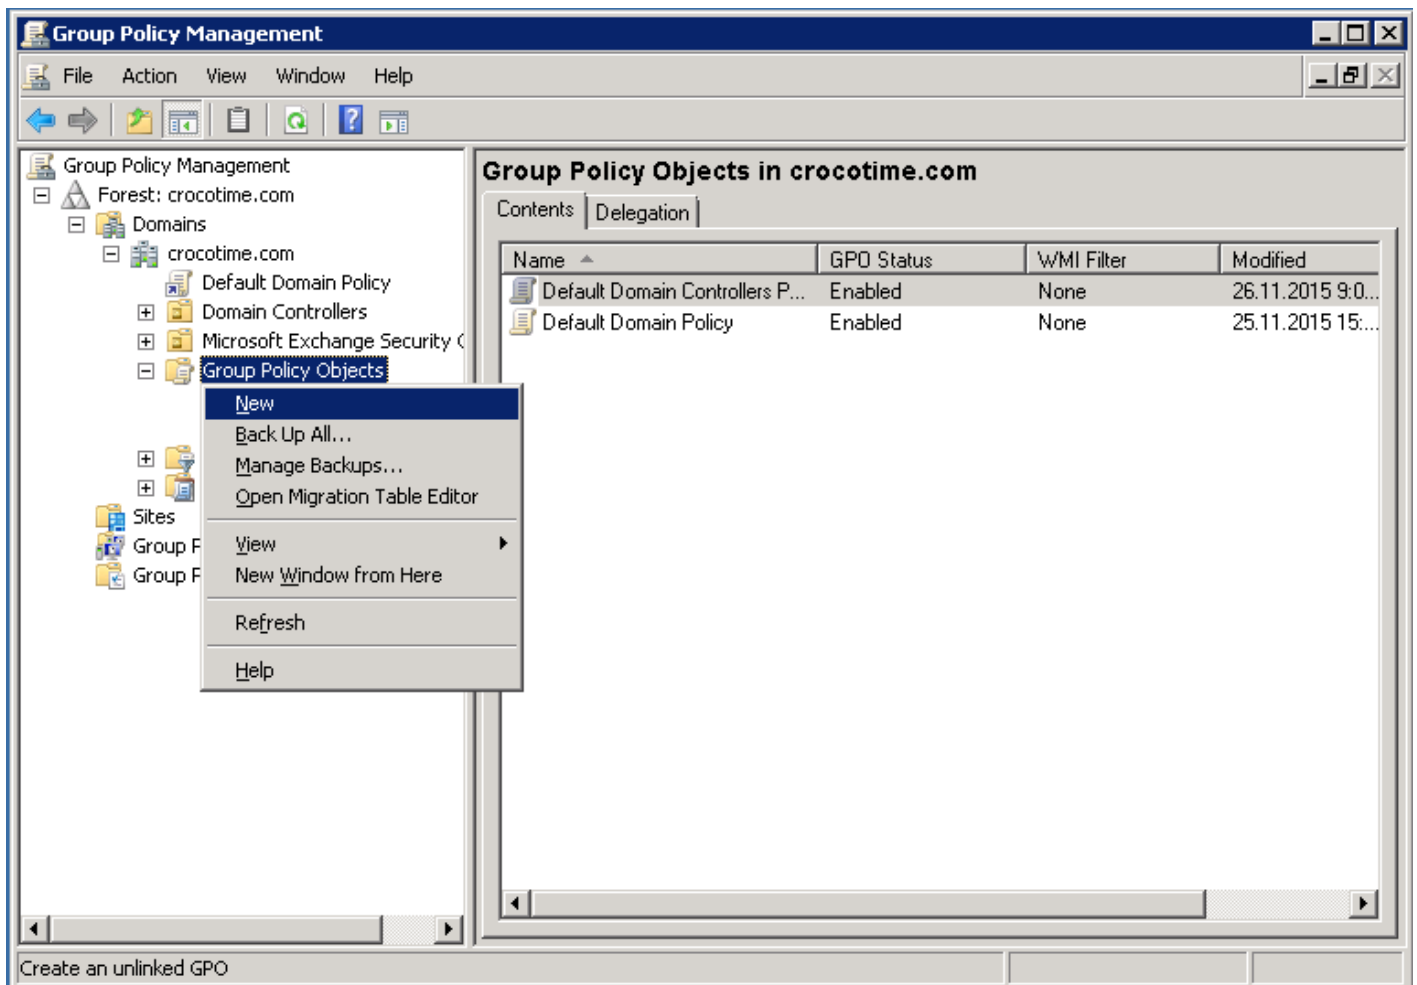 Group Policy Management
File Action View Window Help
Group Policy Management
Forest: crocotime.com
Domains
crocotime.com
Default Domain Policy
Domain Controllers
Microsoft Exchange Security
Group Policy Objects
Sites
Group P
Group P
New
Back Up All...
Manage Backups...
Open Migration Table Editor
View
New Window from Here
Refresh
Help
Group Policy Objects in crocotime.com
Contents Delegation
Name GPO Status WMI Filter Modified
Default Domain Controllers P... Enabled None 26.11.2015 9:0...
Default Domain Policy Enabled None 25.11.2015 15:...
Create an unlinked GPO